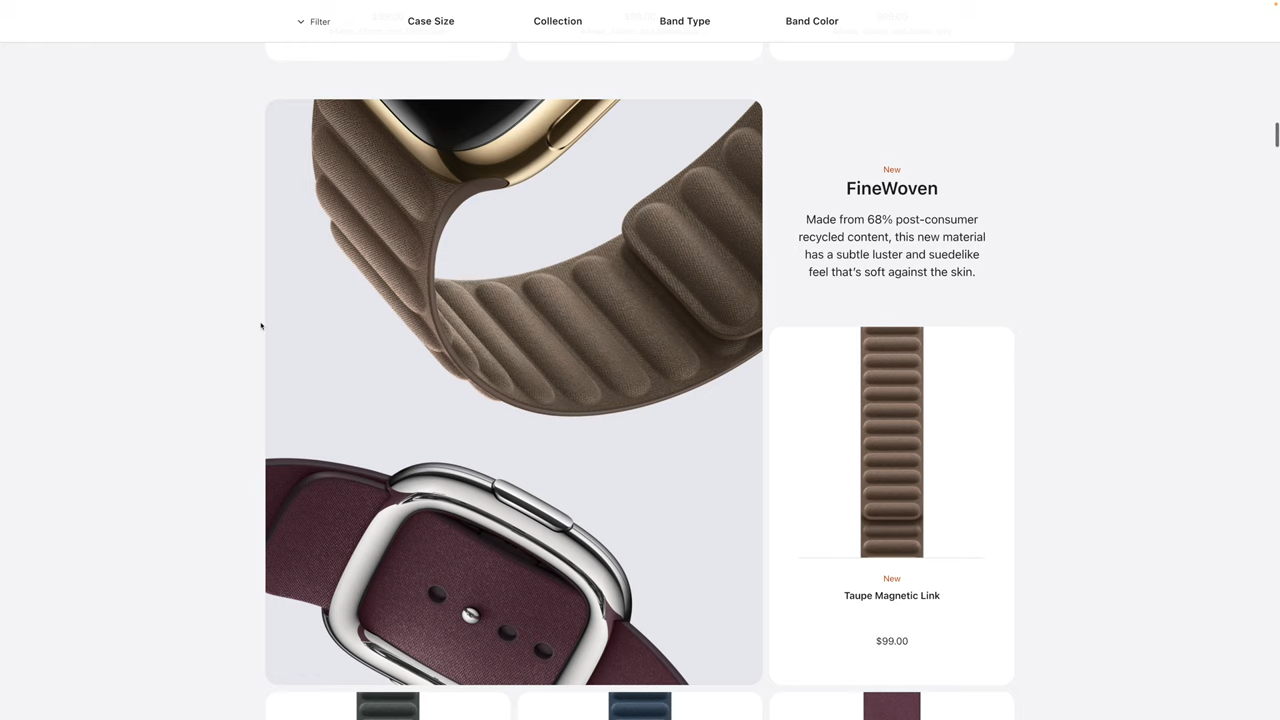 Filter
Case Size
Collection
Band Type
Band Color
New
FineWoven
Made from 68% post-consumer
recycled content, this new material
has a subtle luster and suedelike
feel that's soft against the skin.
New
Taupe Magnetic Link
$99.00